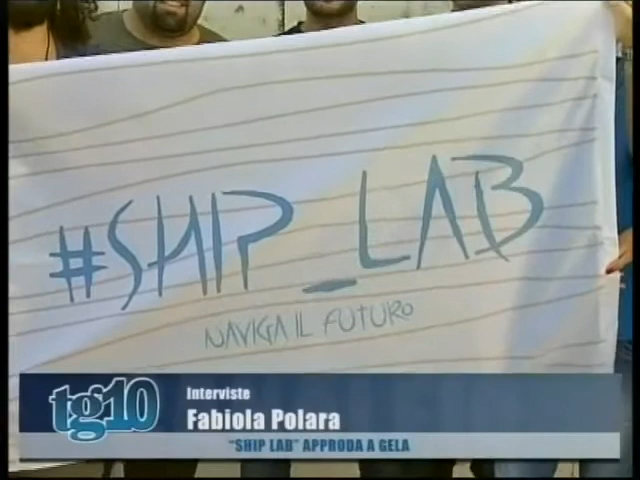 #SHIP_LAB
NAVIGA IL FUTURO
tg10
Interviste
Fabiola Polara
"SHIP LAB" APPRODA A GELA